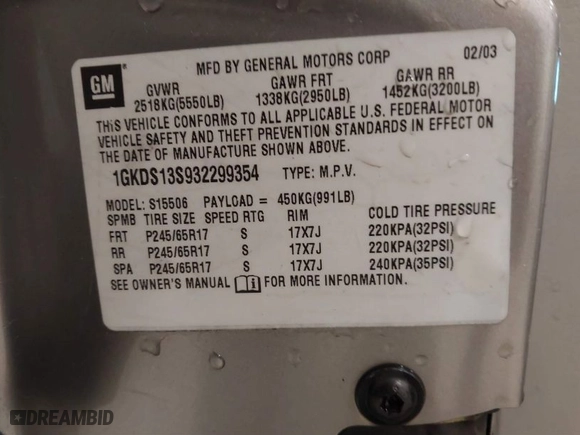 MFD BY GENERAL MOTORS CORP 02/03
GM
GVWR GAWR FRT GAWR RR
2518KG(5550LB) 1338KG(2950LB) 1452KG(3200LB)
THIS VEHICLE CONFORMS TO ALL APPLICABLE U.S. FEDERAL MOTOR
VEHICLE SAFETY AND THEFT PREVENTION STANDARDS IN EFFECT ON
THE DATE OF MANUFACTURE SHOWN ABOVE.
1GKDS13S932299354 TYPE: M.P.V.
MODEL: S15506 PAYLOAD = 450KG(991LB)
SPMB TIRE SIZE SPEED RTG RIM COLD TIRE PRESSURE
FRT P245/65R17 S 17X7J 220KPA(32PSI)
RR P245/65R17 S 17X7J 220KPA(32PSI)
SPA P245/65R17 S 17X7J 240KPA(35PSI)
SEE OWNER'S MANUAL FOR MORE INFORMATION.
DREAMBID